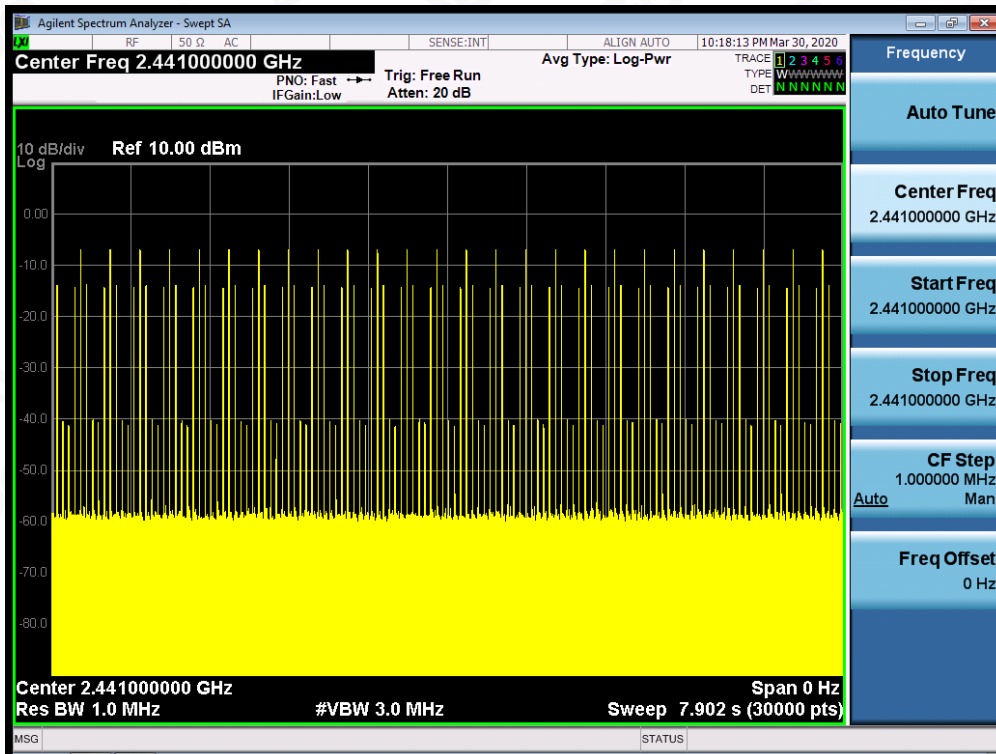 Agilent Spectrum Analyzer - Swept SA
LXI RF 50 Ω AC SENSE:INT ALIGN AUTO 10:18:13 PM Mar 30, 2020
Center Freq 2.441000000 GHz
Avg Type: Log-Pwr
TRACE 1 2 3 4 5 6
PNO: Fast
Trig: Free Run
TYPE WWWWWW
IFGain:Low
Atten: 20 dB
DET N N N N N N
10 dB/div Ref 10.00 dBm
Log
0.00
-10.0
-20.0
-30.0
-40.0
-50.0
-60.0
-70.0
-80.0
Center 2.441000000 GHz Span 0 Hz
Res BW 1.0 MHz #VBW 3.0 MHz Sweep 7.902 s (30000 pts)
MSG STATUS
Frequency
Auto Tune
Center Freq
2.441000000 GHz
Start Freq
2.441000000 GHz
Stop Freq
2.441000000 GHz
CF Step
1.000000 MHz
Auto Man
Freq Offset
0 Hz